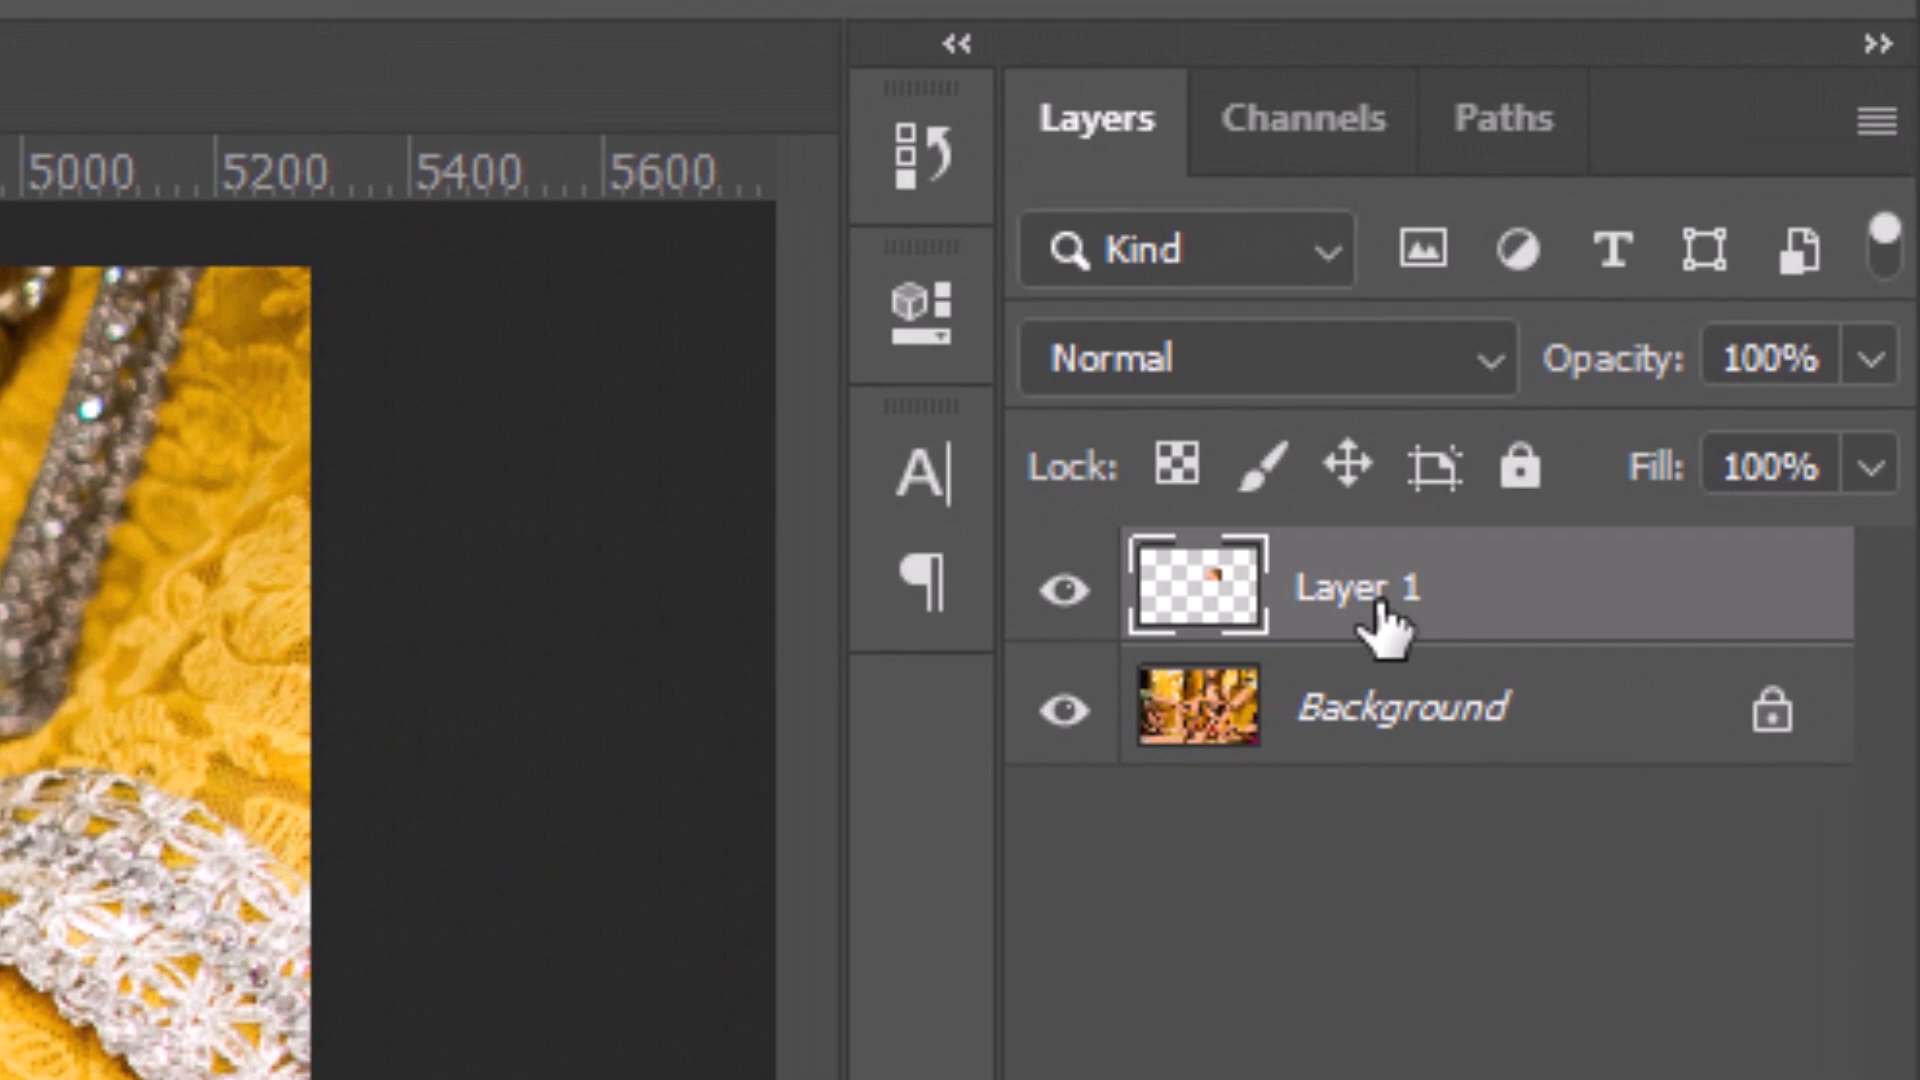 Layers Channels Paths
5000 5200 5400 5600
Kind T
Normal Opacity: 100%
Lock: Fill: 100%
A
¶
Layer 1
Background